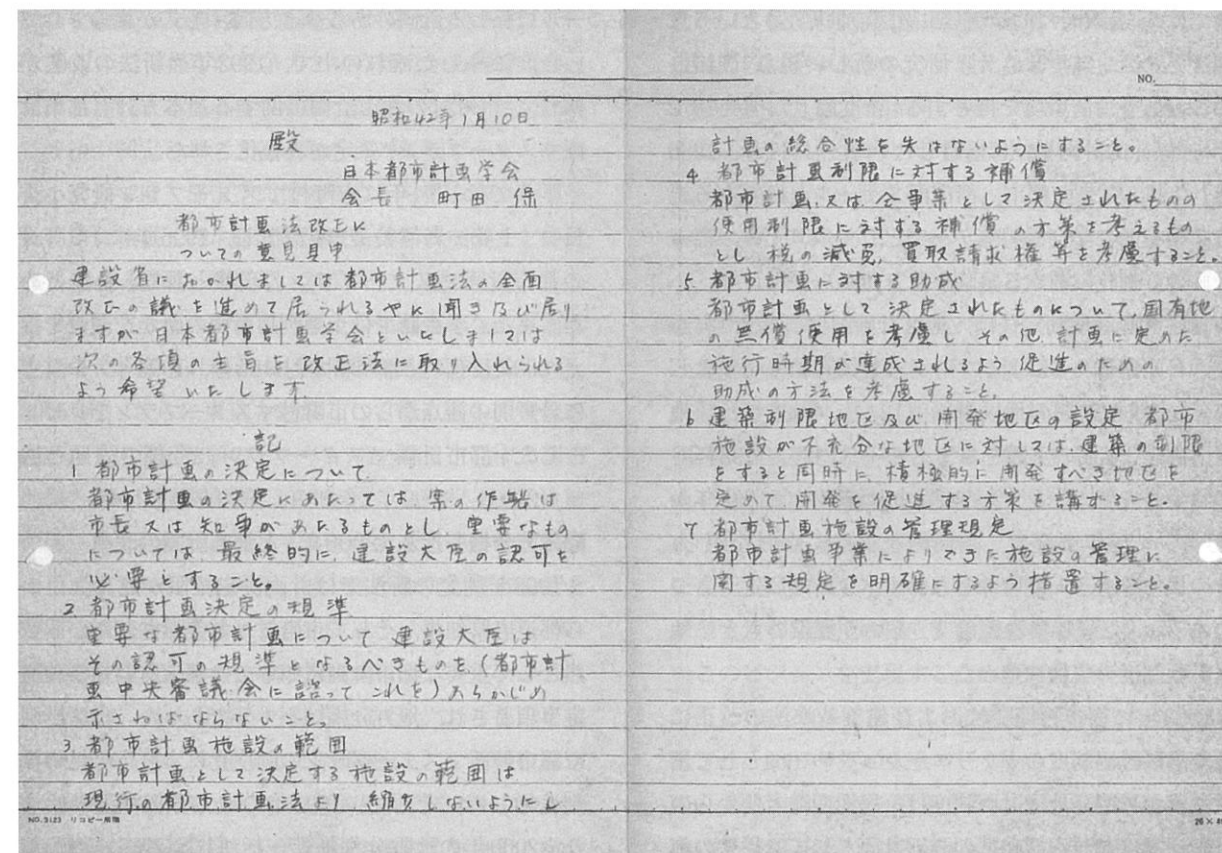 昭和42年1月10日
殿
日本都市計画学会
会長 町田 保
都市計画法改正に
ついての意見具申
建設省におかれましては都市計画法の全面
改正の議を進めて居られるやに聞き及び居り
ますが日本都市計画学会といたしましては
次の各項の主旨を改正法に取り入れられる
よう希望いたします。
記
1 都市計画の決定について
都市計画の決定にあたっては、案の作製は
市長又は知事があたるものとし、重要なもの
については、最終的に、建設大臣の認可を
必要とすること。
2 都市計画決定の規準
重要な都市計画について建設大臣は
その認可の規準となるべきものを(都市計
画中央審議会に諮ってこれを)あらかじめ
示さねばならないこと。
3 都市計画施設の範囲
都市計画として決定する施設の範囲は
現行の都市計画法より縮少しないようにし
NO.3123 リコピー用箋
NO.
計画の総合性を失はないようにすること。
4 都市計画制限に対する補償
都市計画、又は仝事業として決定されたものの
使用制限に対する補償の方策を考えるもの
とし税の減免、買取請求権等を考慮すること。
5 都市計画に対する助成
都市計画として決定されたものについて、国有地
の無償使用を考慮しその他計画に定めた
施行時期が達成されるよう促進のための
助成の方法を考慮すること。
6 建築制限地区及び開発地区の設定 都市
施設が不充分な地区に対しては、建築の制限
をすると同時に、積極的に開発すべき地区を
定めて開発を促進する方策を講ずること。
7 都市計画施設の管理規定
都市計画事業によりできた施設の管理に
関する規定を明確にするよう措置すること。